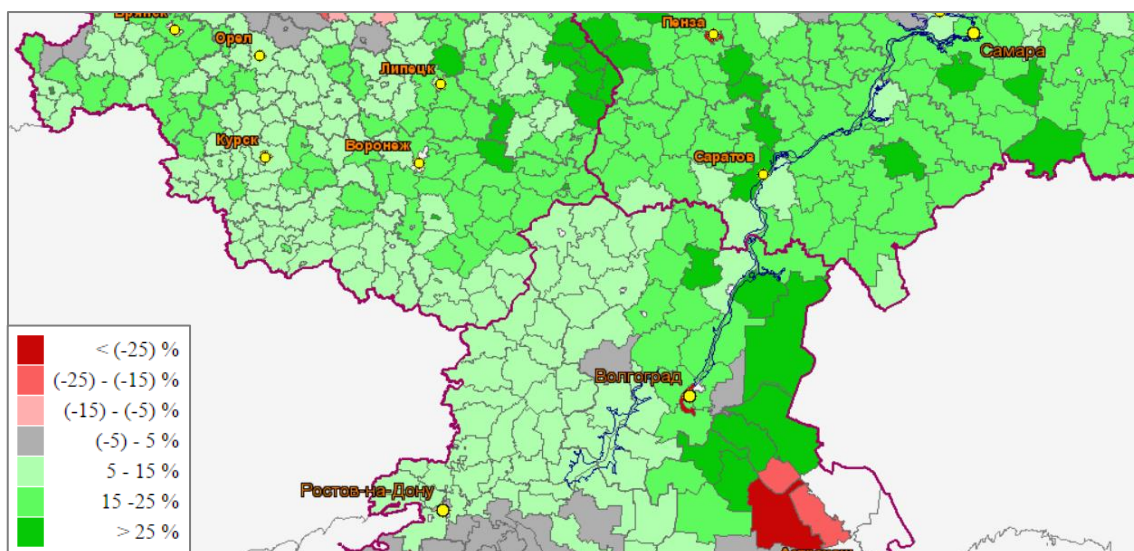 Брянск
Орел
Пенза
Самара
Липецк
Курск
Воронеж
Саратов
Волгоград
Ростов-на-Дону
< (-25) %
(-25) - (-15) %
(-15) - (-5) %
(-5) - 5 %
5 - 15 %
15 -25 %
> 25 %